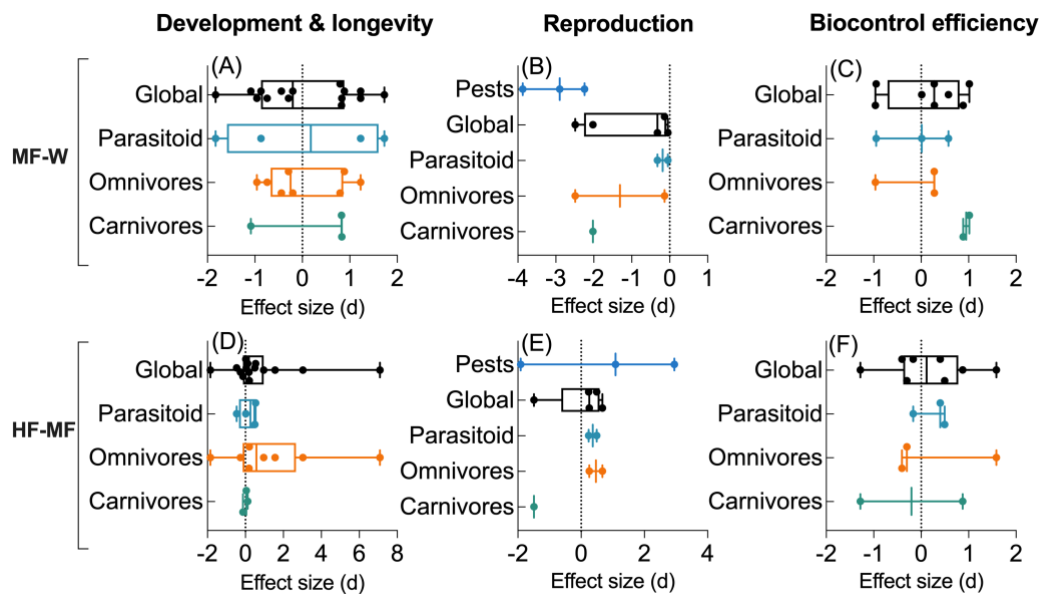 Development & longevity Reproduction Biocontrol efficiency
MF-W
(A)
Global
Parasitoid
Omnivores
Carnivores
-2 -1 0 1 2
Effect size (d)
(B)
Pests
Global
Parasitoid
Omnivores
Carnivores
-4 -3 -2 -1 0 1
Effect size (d)
(C)
Global
Parasitoid
Omnivores
Carnivores
-2 -1 0 1 2
Effect size (d)
HF-MF
(D)
Global
Parasitoid
Omnivores
Carnivores
-2 0 2 4 6 8
Effect size (d)
(E)
Pests
Global
Parasitoid
Omnivores
Carnivores
-2 0 2 4
Effect size (d)
(F)
Global
Parasitoid
Omnivores
Carnivores
-2 -1 0 1 2
Effect size (d)